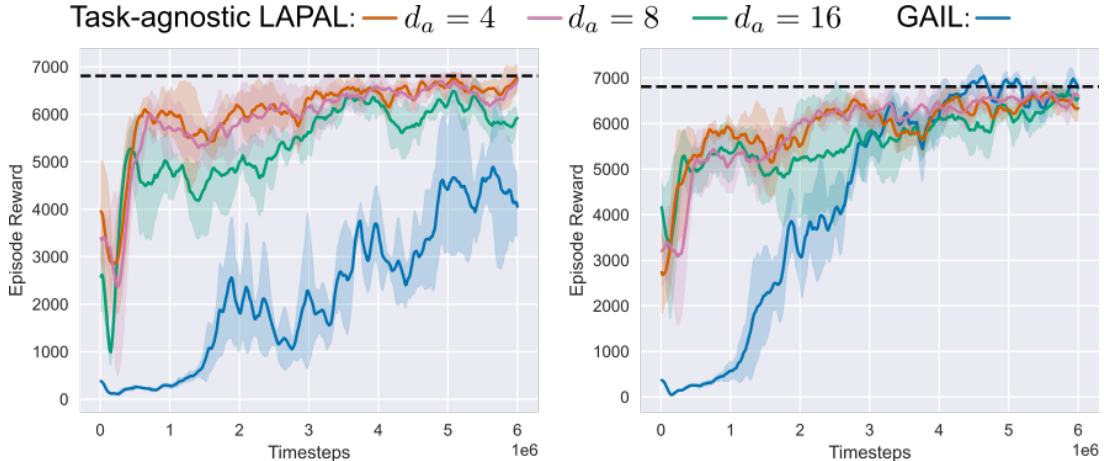 Task-agnostic LAPAL: d_a = 4 d_a = 8 d_a = 16 GAIL:
7000
6000
5000
4000
3000
2000
1000
0
Episode Reward
0 1 2 3 4 5 6
1e6
Timesteps
7000
6000
5000
4000
3000
2000
1000
0
Episode Reward
0 1 2 3 4 5 6
1e6
Timesteps